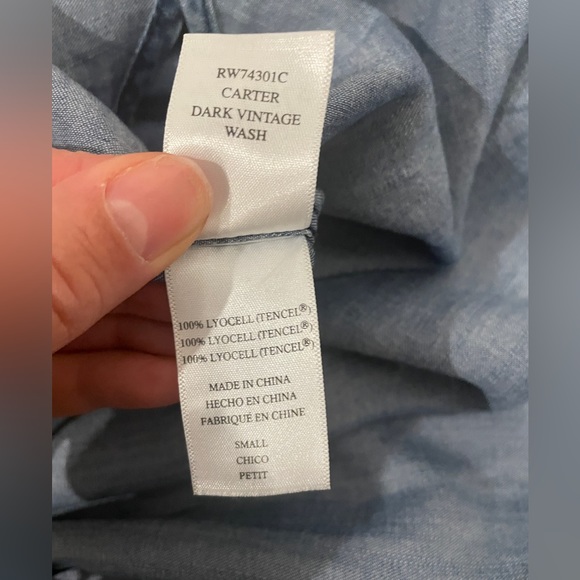 RW74301C
CARTER
DARK VINTAGE
WASH
100% LYOCELL (TENCEL®)
100% LYOCELL (TENCEL®)
100% LYOCELL (TENCEL®)
MADE IN CHINA
HECHO EN CHINA
FABRIQUÉ EN CHINE
SMALL
CHICO
PETIT